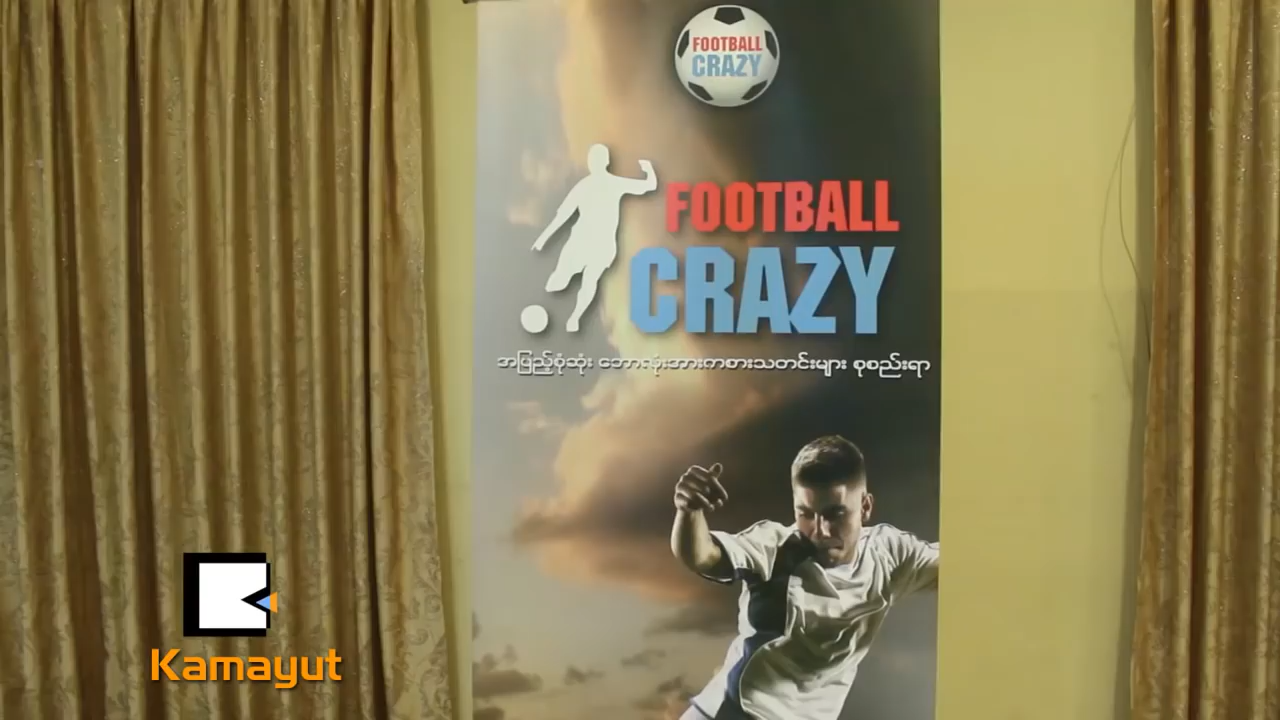 FOOTBALL
CRAZY
FOOTBALL
CRAZY
အပြည့်စုံဆုံး ဘောလုံးအားကစားသတင်းများ စုစည်းရာ
Kamayut